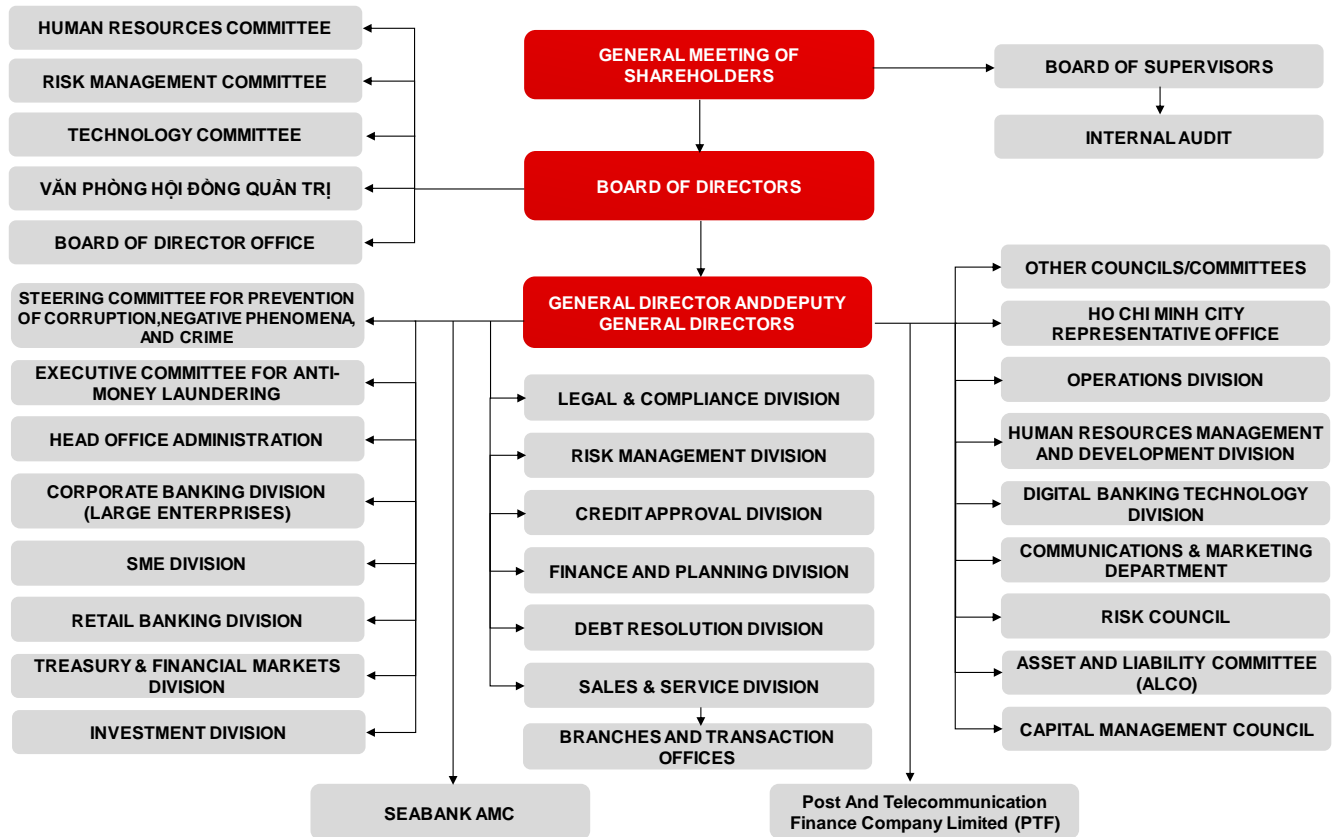 HUMAN RESOURCES COMMITTEE
RISK MANAGEMENT COMMITTEE
TECHNOLOGY COMMITTEE
VĂN PHÒNG HỘI ĐỒNG QUẢN TRỊ
BOARD OF DIRECTOR OFFICE
GENERAL MEETING OF
SHAREHOLDERS
BOARD OF SUPERVISORS
INTERNAL AUDIT
BOARD OF DIRECTORS
GENERAL DIRECTOR ANDDEPUTY
GENERAL DIRECTORS
STEERING COMMITTEE FOR PREVENTION
OF CORRUPTION,NEGATIVE PHENOMENA,
AND CRIME
EXECUTIVE COMMITTEE FOR ANTI-
MONEY LAUNDERING
HEAD OFFICE ADMINISTRATION
CORPORATE BANKING DIVISION
(LARGE ENTERPRISES)
SME DIVISION
RETAIL BANKING DIVISION
TREASURY & FINANCIAL MARKETS
DIVISION
INVESTMENT DIVISION
LEGAL & COMPLIANCE DIVISION
RISK MANAGEMENT DIVISION
CREDIT APPROVAL DIVISION
FINANCE AND PLANNING DIVISION
DEBT RESOLUTION DIVISION
SALES & SERVICE DIVISION
BRANCHES AND TRANSACTION
OFFICES
OTHER COUNCILS/COMMITTEES
HO CHI MINH CITY
REPRESENTATIVE OFFICE
OPERATIONS DIVISION
HUMAN RESOURCES MANAGEMENT
AND DEVELOPMENT DIVISION
DIGITAL BANKING TECHNOLOGY
DIVISION
COMMUNICATIONS & MARKETING
DEPARTMENT
RISK COUNCIL
ASSET AND LIABILITY COMMITTEE
(ALCO)
CAPITAL MANAGEMENT COUNCIL
SEABANK AMC
Post And Telecommunication
Finance Company Limited (PTF)